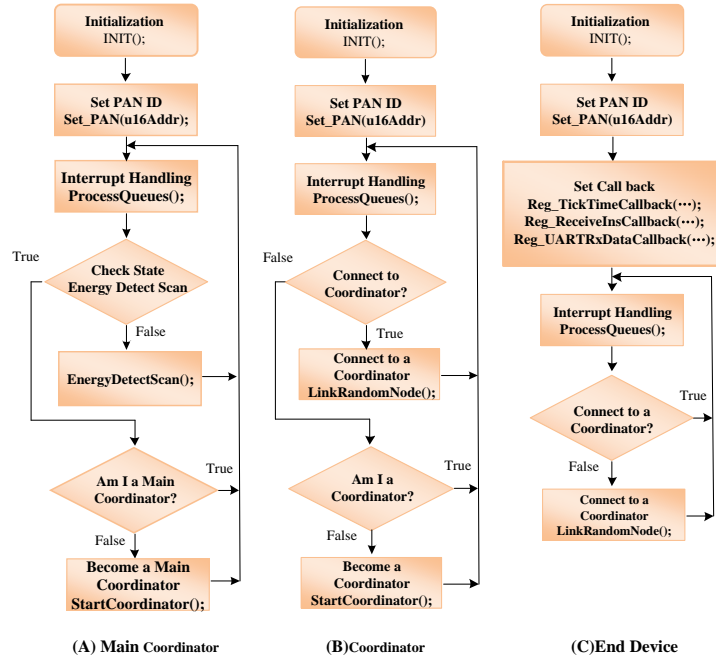 Initialization
INIT();
Set PAN ID
Set_PAN(u16Addr);
Interrupt Handling
ProcessQueues();
True
Check State
Energy Detect Scan
False
EnergyDetectScan();
Am I a Main
Coordinator?
True
False
Become a Main
Coordinator
StartCoordinator();
(A) Main Coordinator
Initialization
INIT();
Set PAN ID
Set_PAN(u16Addr)
Interrupt Handling
ProcessQueues();
False
Connect to
Coordinator?
True
Connect to a
Coordinator
LinkRandomNode();
Am I a
Coordinator?
True
False
Become a
Coordinator
StartCoordinator();
(B)Coordinator
Initialization
INIT();
Set PAN ID
Set_PAN(u16Addr)
Set Call back
Reg_TickTimeCallback(···);
Reg_ReceiveInsCallback(···);
Reg_UARTRxDataCallback(···);
Interrupt Handling
ProcessQueues();
Connect to a
Coordinator?
True
False
Connect to a
Coordinator
LinkRandomNode();
(C)End Device